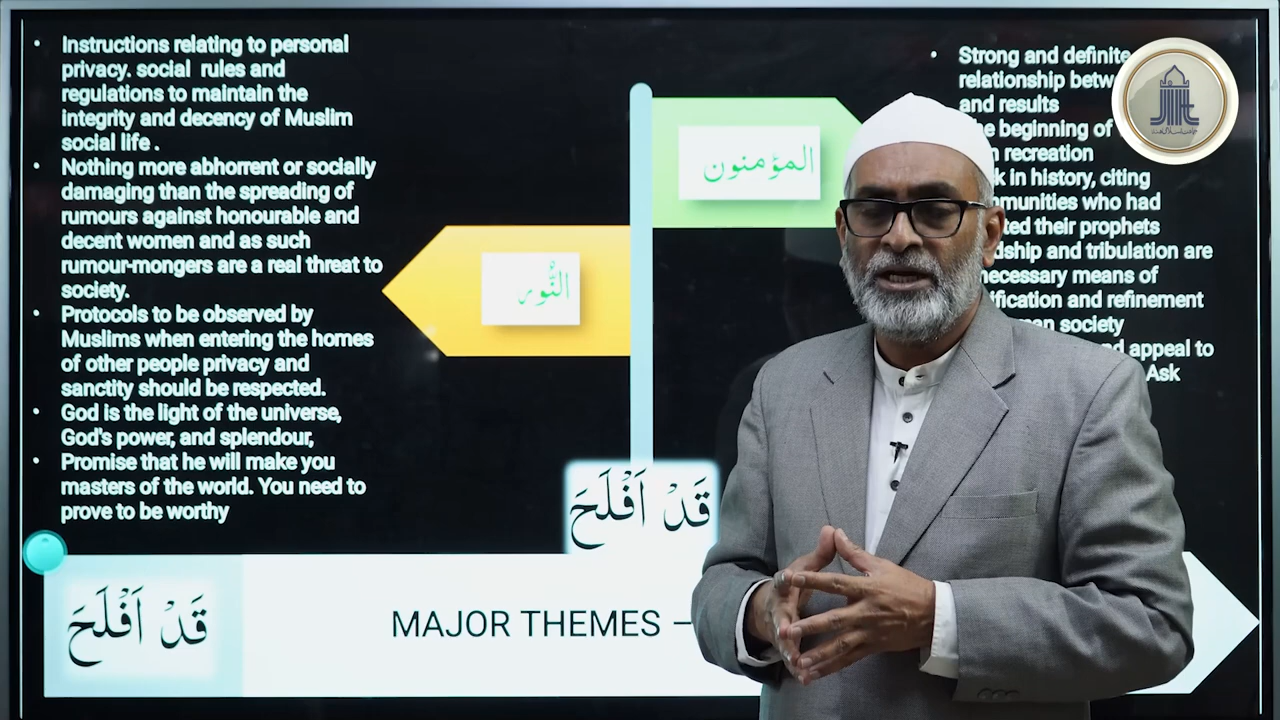 • Instructions relating to personal
privacy. social rules and
regulations to maintain the
integrity and decency of Muslim
social life .
• Nothing more abhorrent or socially
damaging than the spreading of
rumours against honourable and
decent women and as such
rumour-mongers are a real threat to
society.
• Protocols to be observed by
Muslims when entering the homes
of other people privacy and
sanctity should be respected.
• God is the light of the universe,
God's power, and splendour,
• Promise that he will make you
masters of the world. You need to
prove to be worthy
المؤمنون
النُّور
• Strong and definite
relationship
and results
beginning of
recreation
in history, citing
who had
their prophets
and tribulation are
necessary means of
and refinement
society
appeal to
Ask
قَدْ اَفْلَحَ
قَدْ اَفْلَحَ
MAJOR THEMES –